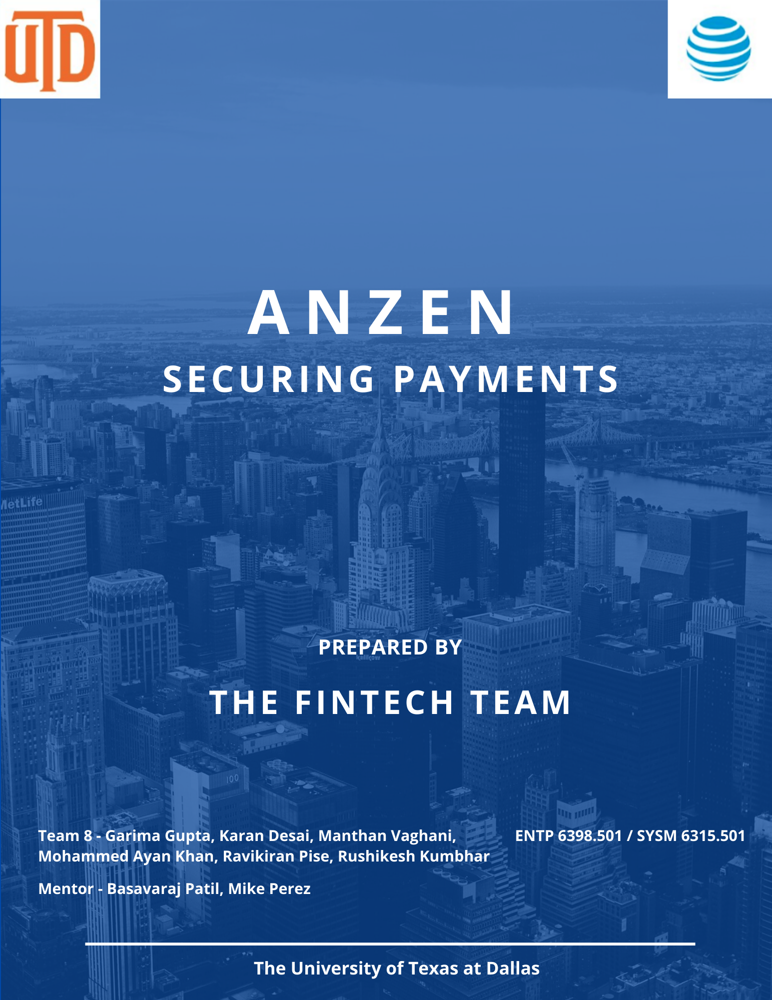 UTD
ANZEN
SECURING PAYMENTS
MetLife
PREPARED BY
THE FINTECH TEAM
100
Team 8 - Garima Gupta, Karan Desai, Manthan Vaghani,
Mohammed Ayan Khan, Ravikiran Pise, Rushikesh Kumbhar
ENTP 6398.501 / SYSM 6315.501
Mentor - Basavaraj Patil, Mike Perez
The University of Texas at Dallas